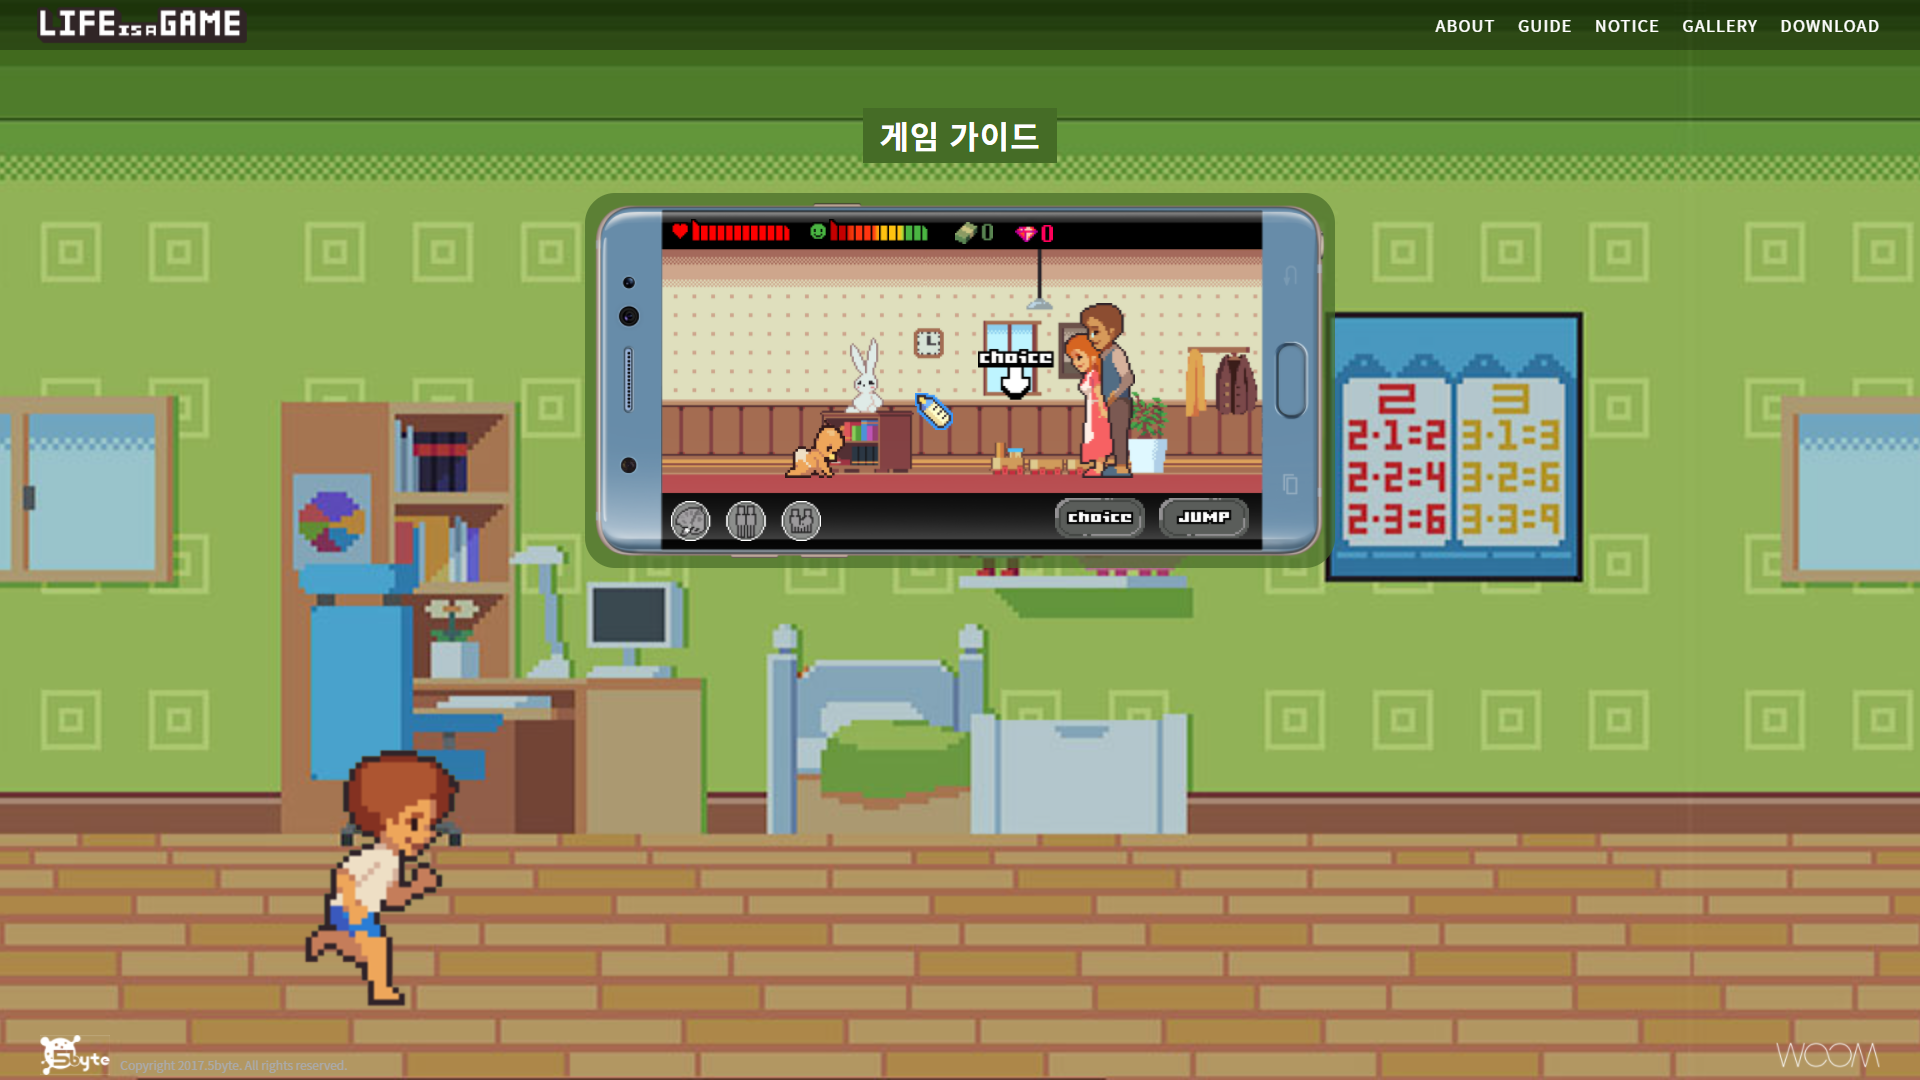 LIFE IS A GAME
ABOUT GUIDE NOTICE GALLERY DOWNLOAD
게임 가이드
0 0
choice
choice JUMP
2 3
2·1=2 3·1=3
2·2=4 3·2=6
2·3=6 3·3=9
5byte
Copyright 2017.5byte. All rights reserved.
WOOM